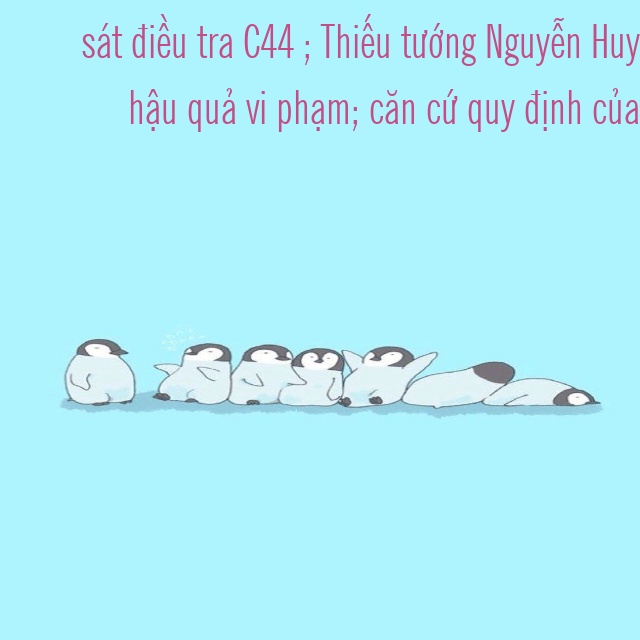 sát điều tra C44 ; Thiếu tướng Nguyễn Huy
hậu quả vi phạm; căn cứ quy định của